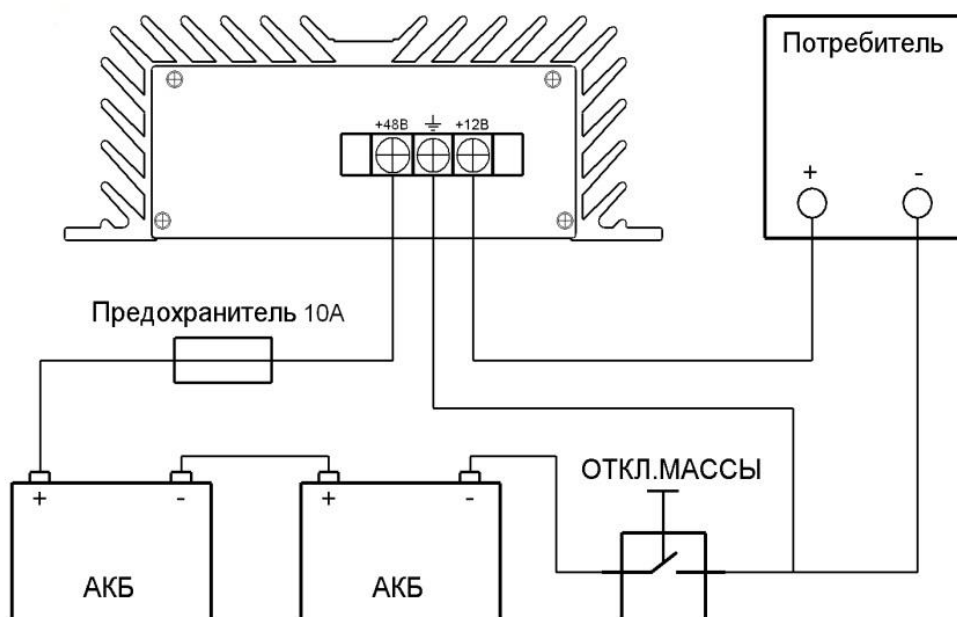 Потребитель
+48В ⏚ +12В
+ -
Предохранитель 10А
ОТКЛ.МАССЫ
+ - + -
АКБ АКБ